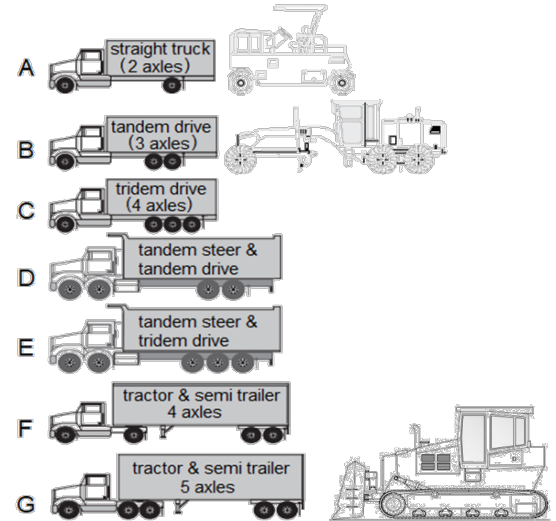 A
straight truck
(2 axles)
B
tandem drive
(3 axles)
C
tridem drive
(4 axles)
D
tandem steer &
tandem drive
E
tandem steer &
tridem drive
F
tractor & semi trailer
4 axles
G
tractor & semi trailer
5 axles